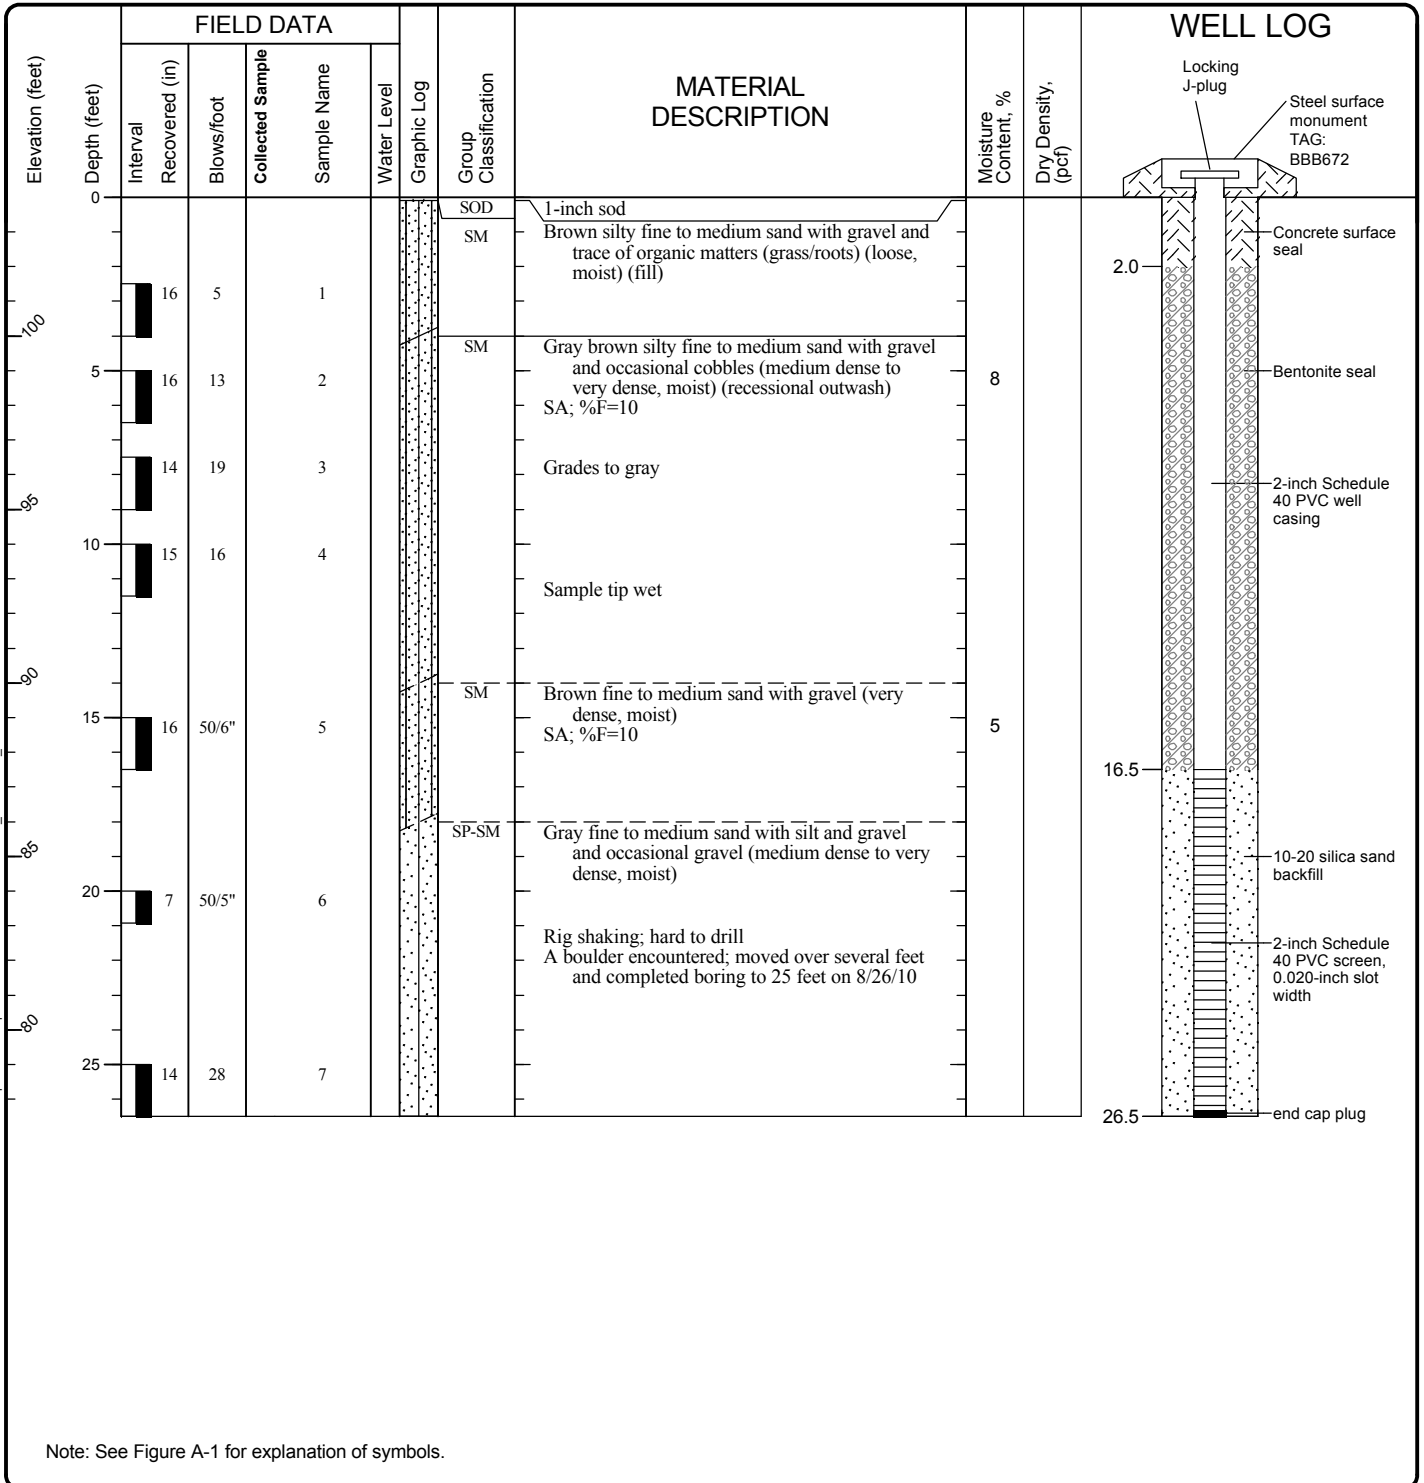 FIELD DATA
WELL LOG
Elevation (feet)
Depth (feet)
Interval
Recovered (in)
Blows/foot
Collected Sample
Sample Name
Water Level
Graphic Log
Group
Classification
MATERIAL
DESCRIPTION
Moisture
Content, %
Dry Density,
(pcf)
Locking
J-plug
Steel surface
monument
TAG:
BBB672
0
SOD
1-inch sod
SM
Brown silty fine to medium sand with gravel and
trace of organic matters (grass/roots) (loose,
moist) (fill)
Concrete surface
seal
2.0
16 5 1
100
SM
Gray brown silty fine to medium sand with gravel
and occasional cobbles (medium dense to
very dense, moist) (recessional outwash)
SA; %F=10
5
16 13 2
8
Bentonite seal
14 19 3
Grades to gray
95
2-inch Schedule
40 PVC well
casing
10
15 16 4
Sample tip wet
90
SM
Brown fine to medium sand with gravel (very
dense, moist)
SA; %F=10
15
16 50/6" 5
5
16.5
SP-SM
Gray fine to medium sand with silt and gravel
and occasional gravel (medium dense to very
dense, moist)
85
10-20 silica sand
backfill
20
7 50/5" 6
Rig shaking; hard to drill
A boulder encountered; moved over several feet
and completed boring to 25 feet on 8/26/10
2-inch Schedule
40 PVC screen,
0.020-inch slot
width
80
25
14 28 7
26.5
end cap plug
Note: See Figure A-1 for explanation of symbols.